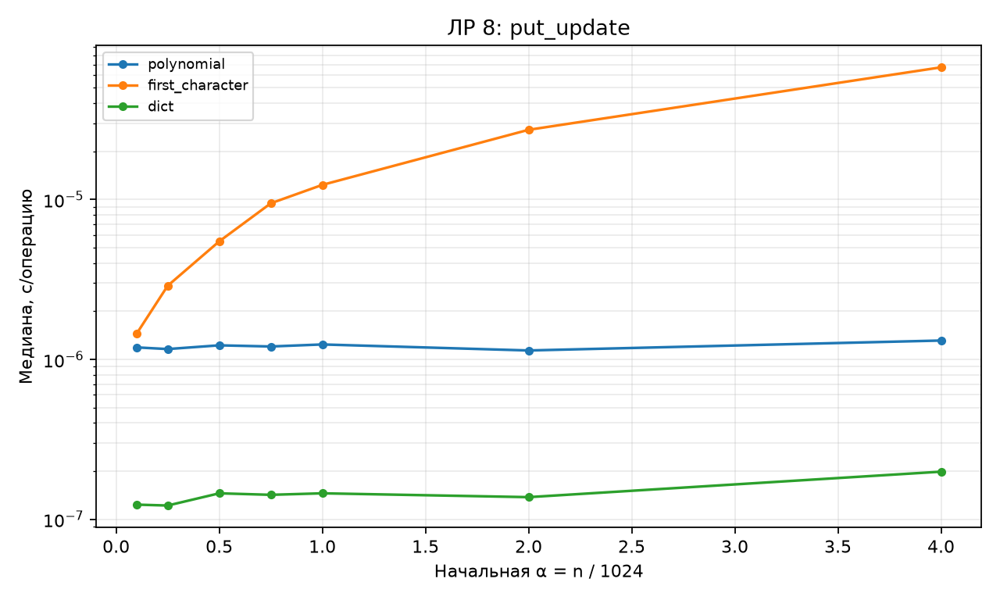 ЛР 8: put_update
polynomial
first_character
dict
Медиана, с/операцию
10⁻⁵
10⁻⁶
10⁻⁷
0.0 0.5 1.0 1.5 2.0 2.5 3.0 3.5 4.0
Начальная α = n / 1024